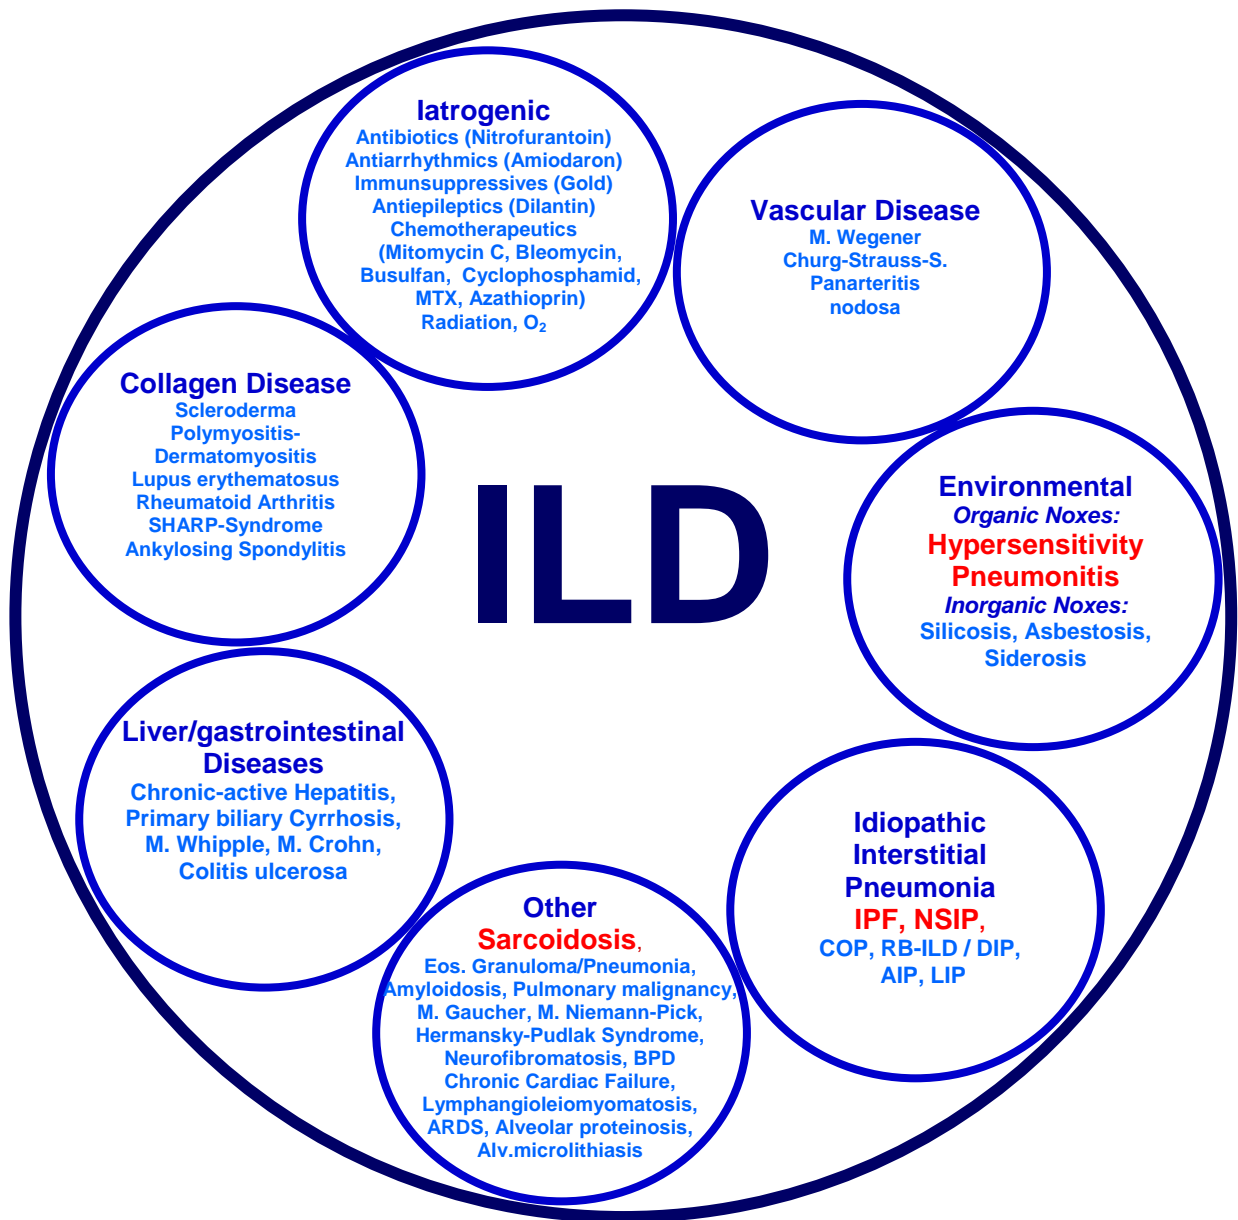 Iatrogenic
Antibiotics (Nitrofurantoin)
Antiarrhythmics (Amiodaron)
Immunsuppressives (Gold)
Antiepileptics (Dilantin)
Chemotherapeutics
(Mitomycin C, Bleomycin,
Busulfan, Cyclophosphamid,
MTX, Azathioprin)
Radiation, O₂
Vascular Disease
M. Wegener
Churg-Strauss-S.
Panarteritis
nodosa
Collagen Disease
Scleroderma
Polymyositis-
Dermatomyositis
Lupus erythematosus
Rheumatoid Arthritis
SHARP-Syndrome
Ankylosing Spondylitis
ILD
Environmental
Organic Noxes:
Hypersensitivity
Pneumonitis
Inorganic Noxes:
Silicosis, Asbestosis,
Siderosis
Liver/gastrointestinal
Diseases
Chronic-active Hepatitis,
Primary biliary Cyrrhosis,
M. Whipple, M. Crohn,
Colitis ulcerosa
Idiopathic
Interstitial
Pneumonia
IPF, NSIP,
COP, RB-ILD / DIP,
AIP, LIP
Other
Sarcoidosis,
Eos. Granuloma/Pneumonia,
Amyloidosis, Pulmonary malignancy,
M. Gaucher, M. Niemann-Pick,
Hermansky-Pudlak Syndrome,
Neurofibromatosis, BPD
Chronic Cardiac Failure,
Lymphangioleiomyomatosis,
ARDS, Alveolar proteinosis,
Alv.microlithiasis